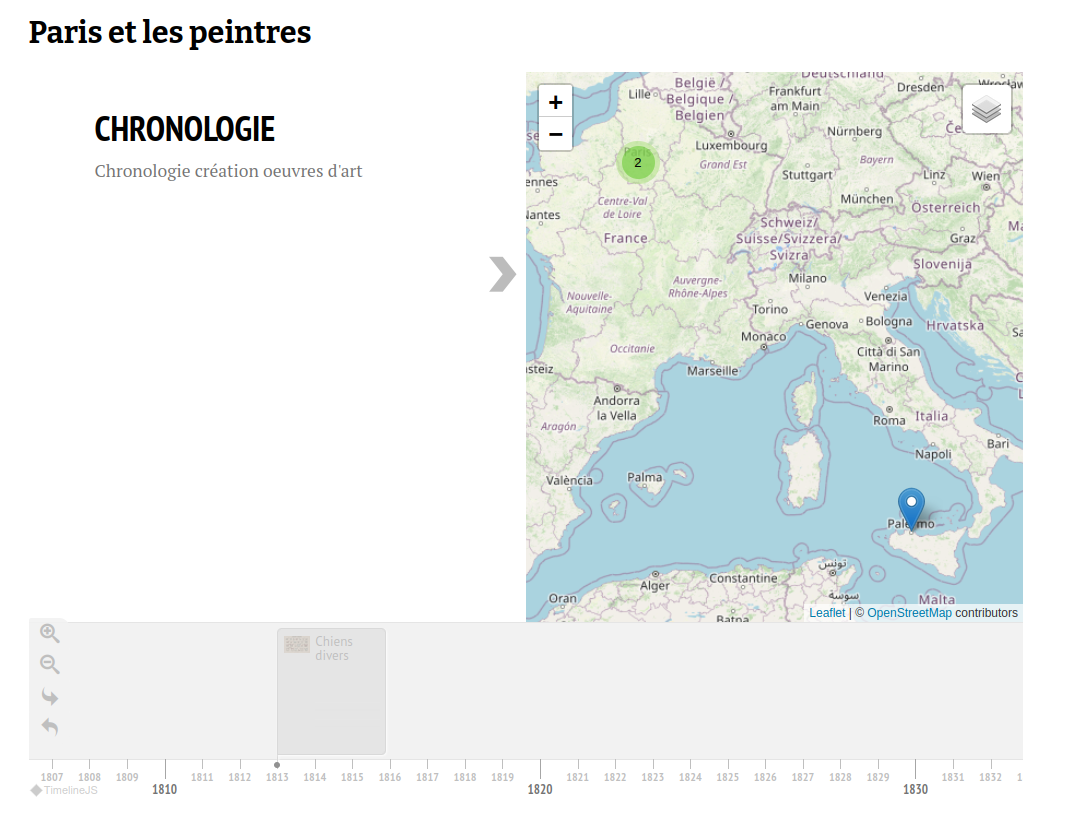 Paris et les peintres
CHRONOLOGIE
Chronologie création oeuvres d'art
+
−
2
Paris
Lille
België /
Belgique /
Belgien
Deutschland
Frankfurt
am Main
Dresden
Luxembourg
Nürnberg
Grand Est
Bayern
Stuttgart
Linz
Wien
München
ennes
Nantes
Centre-Val
de Loire
France
Schweiz/
Suisse/Svizzera/
Svizra
Österreich
Graz
Slovenija
Auvergne-
Rhône-Alpes
Milano
Venezia
Nouvelle-
Aquitaine
Torino
Genova
Bologna
Hrvatska
Monaco
Occitanie
Città di San
Marino
Marseille
asteiz
Andorra
la Vella
Aragón
Roma
Italia
Bari
Napoli
València
Palma
Palermo
تونس
Alger
Constantine
سوسة
Oran
Batna
Malta
Leaflet | © OpenStreetMap contributors
Chiens
divers
1807 1808 1809 1810 1811 1812 1813 1814 1815 1816 1817 1818 1819 1820 1821 1822 1823 1824 1825 1826 1827 1828 1829 1830 1831 1832
TimelineJS